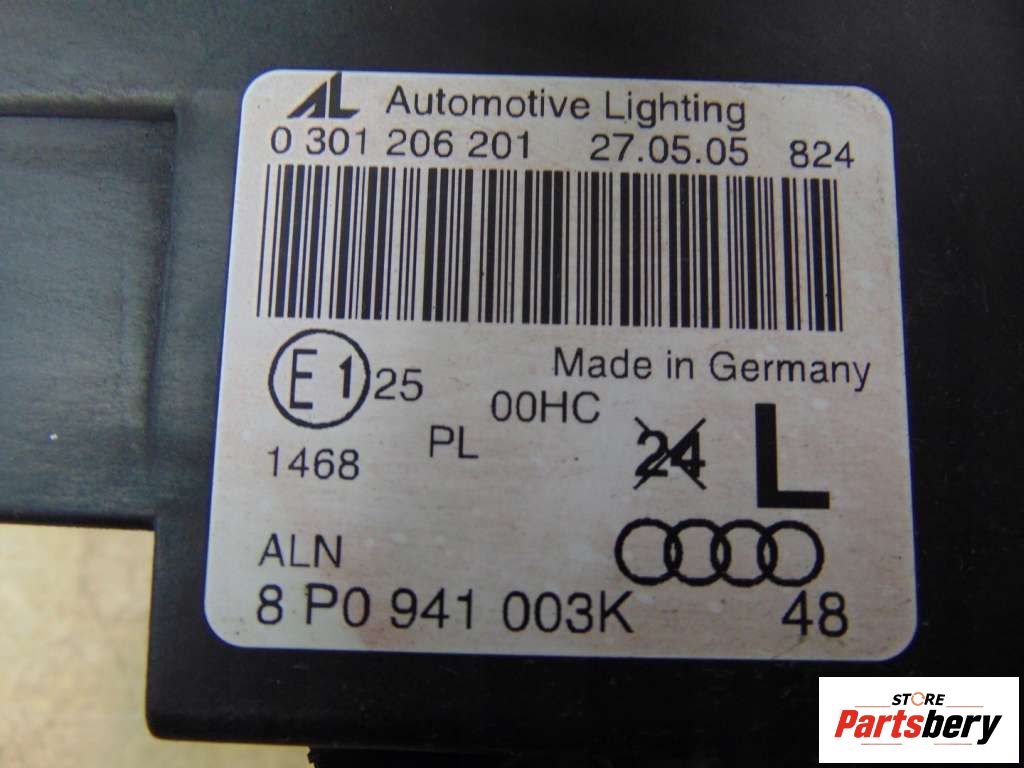 AL Automotive Lighting
0 301 206 201 27.05.05 824
Made in Germany
E1 25 00HC
1468 PL 24 L
ALN
8 P0 941 003K 48
STORE
Partsbery